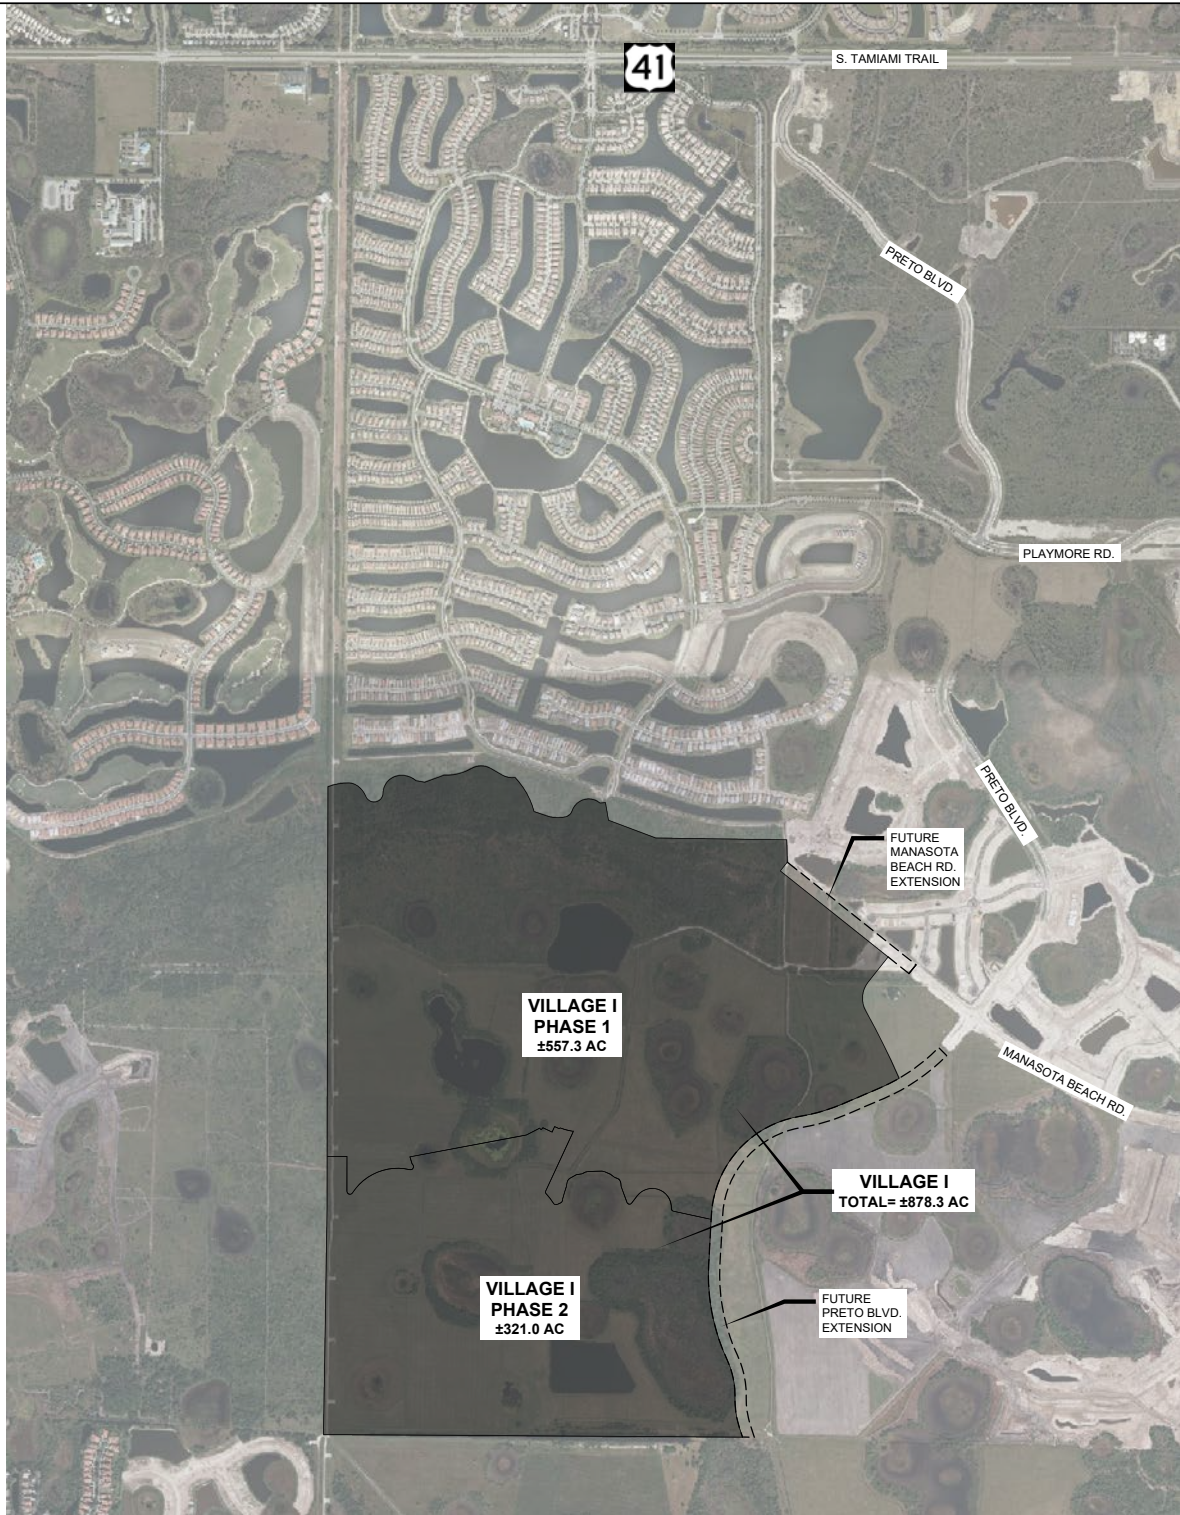 41
S. TAMIAMI TRAIL
PRETO BLVD.
PLAYMORE RD.
PRETO BLVD.
FUTURE
MANASOTA
BEACH RD.
EXTENSION
VILLAGE I
PHASE 1
±557.3 AC
MANASOTA BEACH RD.
VILLAGE I
TOTAL= ±878.3 AC
VILLAGE I
PHASE 2
±321.0 AC
FUTURE
PRETO BLVD.
EXTENSION